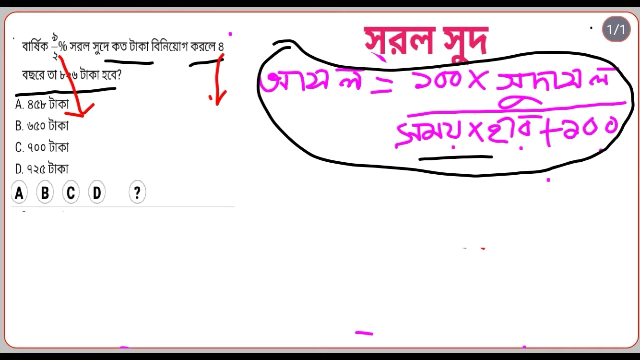 সরল সুদ
1/1
বার্ষিক ৯/২% সরল সুদে কত টাকা বিনিয়োগ করলে ৪
বছরে তা ৮২৬ টাকা হবে?
A. ৪৫৮ টাকা
B. ৬৫০ টাকা
C. ৭০০ টাকা
D. ৭২৫ টাকা
A B C D ?
আসল = ১০০ × সুদাসল
সময় × হার + ১০০